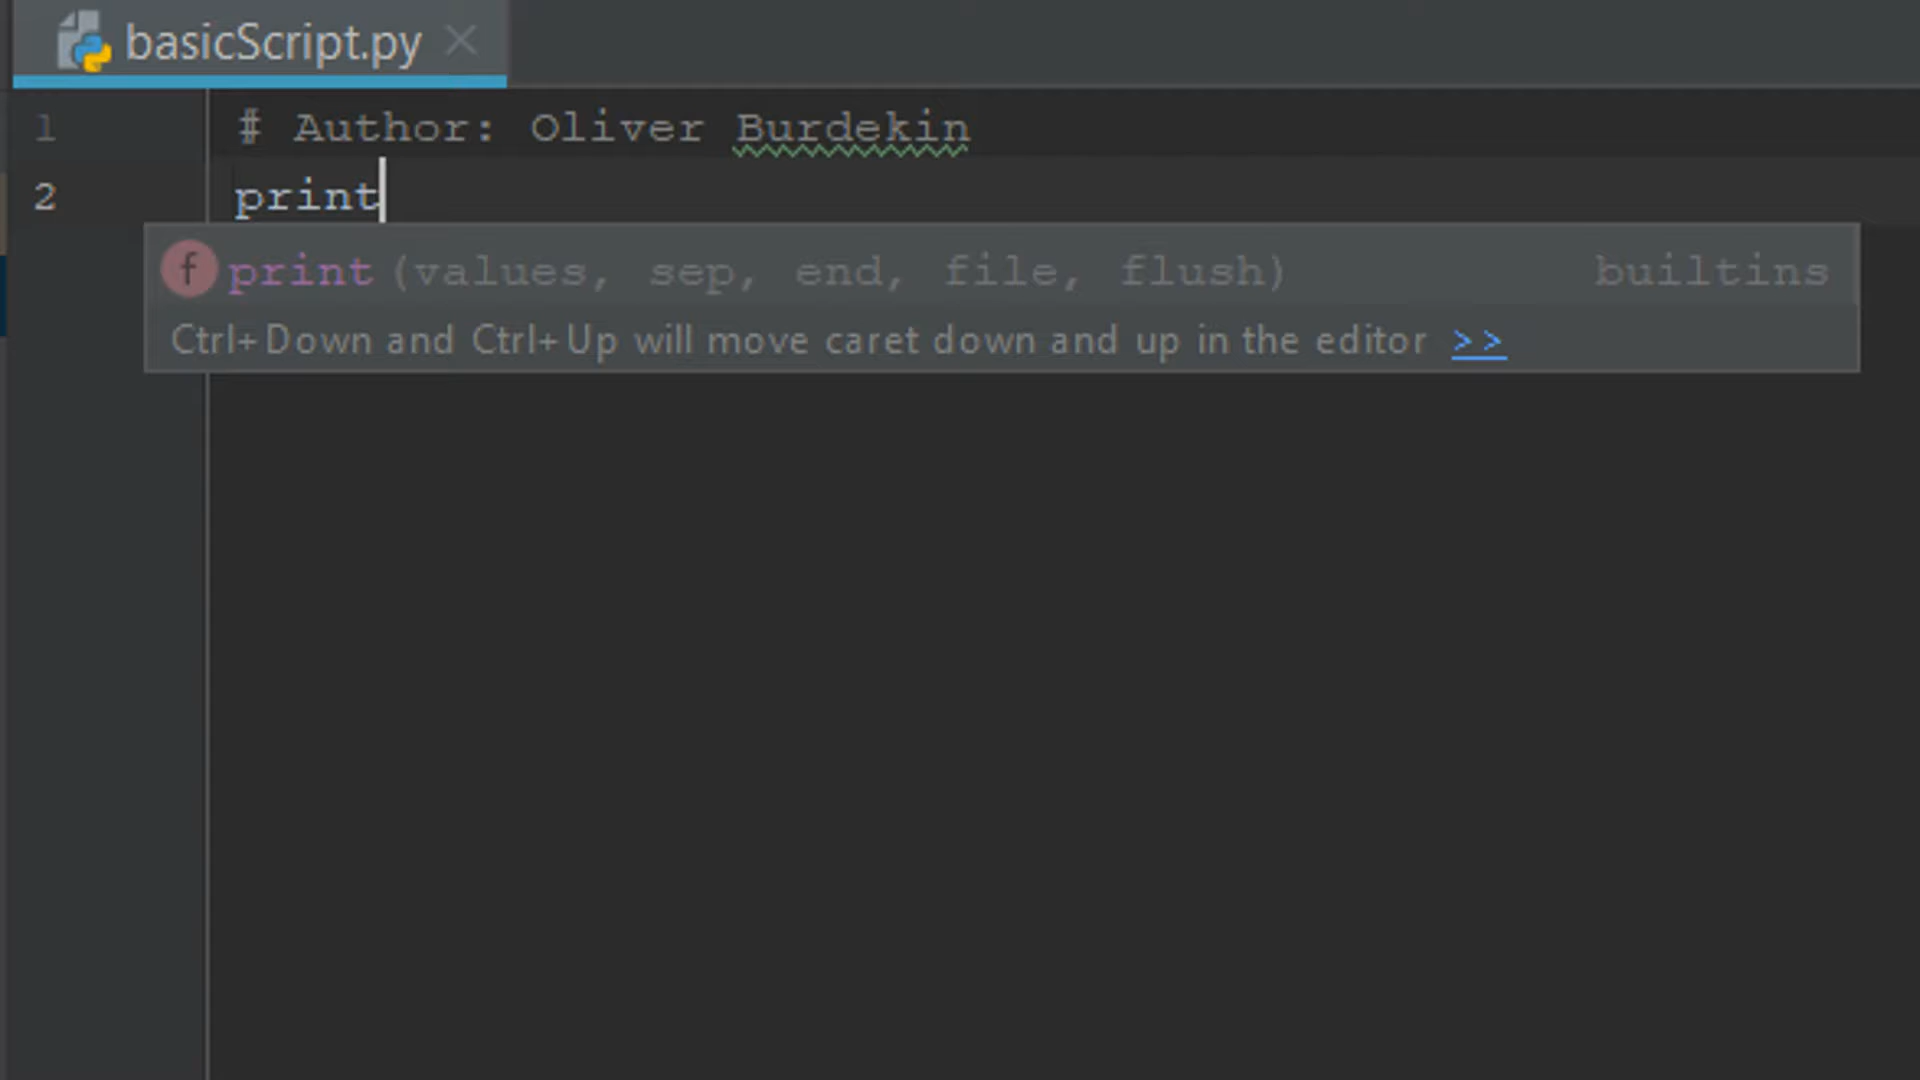 basicScript.py
1 # Author: Oliver Burdekin
2 print
f print(values, sep, end, file, flush) builtins
Ctrl+Down and Ctrl+Up will move caret down and up in the editor >>